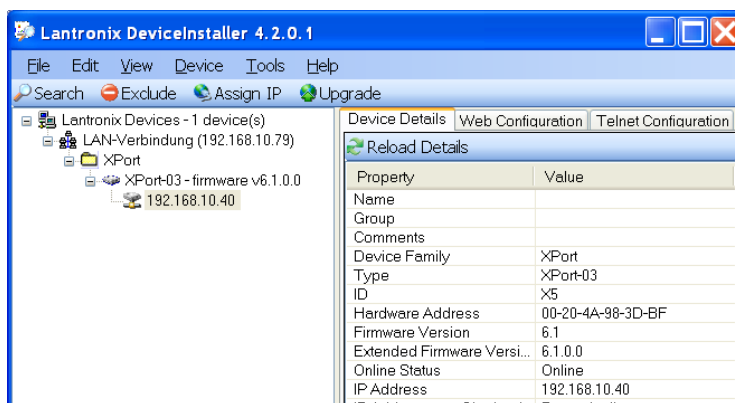 Lantronix DeviceInstaller 4.2.0.1
File Edit View Device Tools Help
Search Exclude Assign IP Upgrade
Lantronix Devices - 1 device(s)
LAN-Verbindung (192.168.10.79)
XPort
XPort-03 - firmware v6.1.0.0
192.168.10.40
Device Details Web Configuration Telnet Configuration
Reload Details
Property Value
Name
Group
Comments
Device Family XPort
Type XPort-03
ID X5
Hardware Address 00-20-4A-98-3D-BF
Firmware Version 6.1
Extended Firmware Versi... 6.1.0.0
Online Status Online
IP Address 192.168.10.40